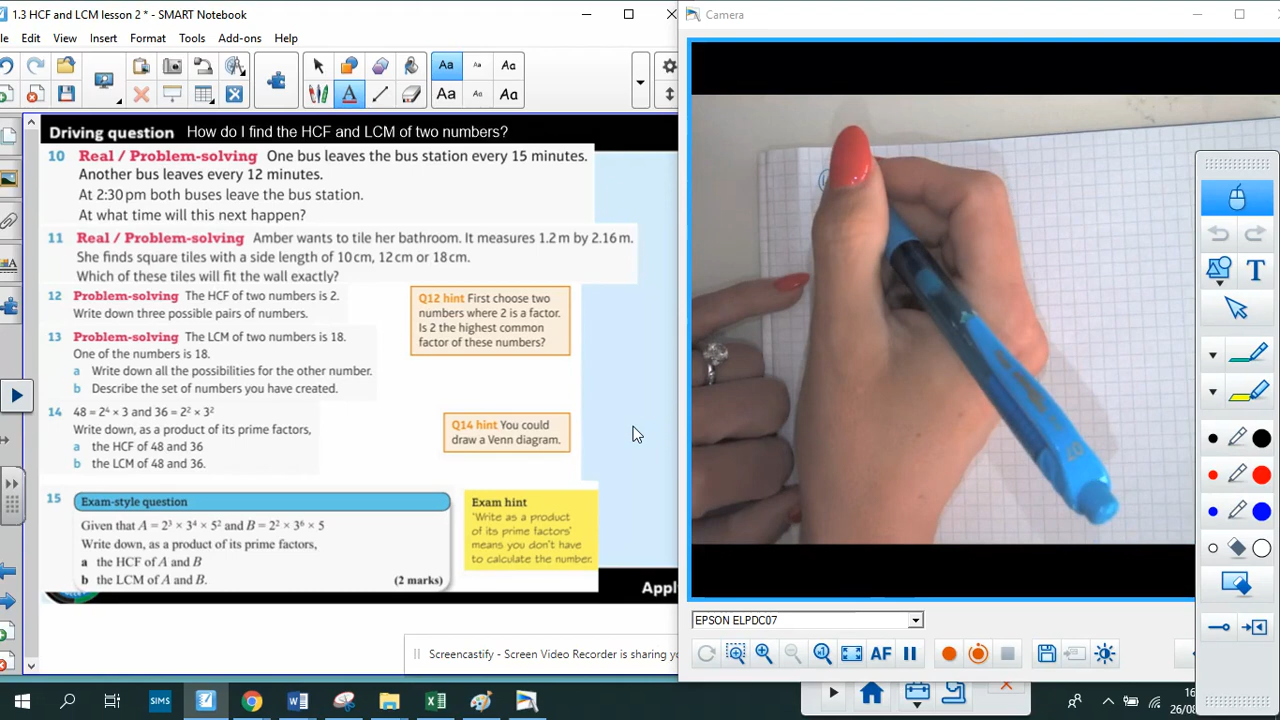 1.3 HCF and LCM lesson 2 * - SMART Notebook
Edit View Insert Format Tools Add-ons Help
Driving question How do I find the HCF and LCM of two numbers?
10 Real / Problem-solving One bus leaves the bus station every 15 minutes.
Another bus leaves every 12 minutes.
At 2:30 pm both buses leave the bus station.
At what time will this next happen?
11 Real / Problem-solving Amber wants to tile her bathroom. It measures 1.2 m by 2.16 m.
She finds square tiles with a side length of 10 cm, 12 cm or 18 cm.
Which of these tiles will fit the wall exactly?
12 Problem-solving The HCF of two numbers is 2.
Write down three possible pairs of numbers.
Q12 hint First choose two
numbers where 2 is a factor.
Is 2 the highest common
factor of these numbers?
13 Problem-solving The LCM of two numbers is 18.
One of the numbers is 18.
a Write down all the possibilities for the other number.
b Describe the set of numbers you have created.
14 48 = 2⁴ × 3 and 36 = 2² × 3²
Write down, as a product of its prime factors,
a the HCF of 48 and 36
b the LCM of 48 and 36.
Q14 hint You could
draw a Venn diagram.
15 Exam-style question
Given that A = 2³ × 3⁴ × 5² and B = 2² × 3⁶ × 5
Write down, as a product of its prime factors,
a the HCF of A and B
b the LCM of A and B. (2 marks)
Exam hint
'Write as a product
of its prime factors'
means you don't have
to calculate the number.
Screencastify - Screen Video Recorder is sharing
Camera
EPSON ELPDC07
AF
SIMS
16
26/08